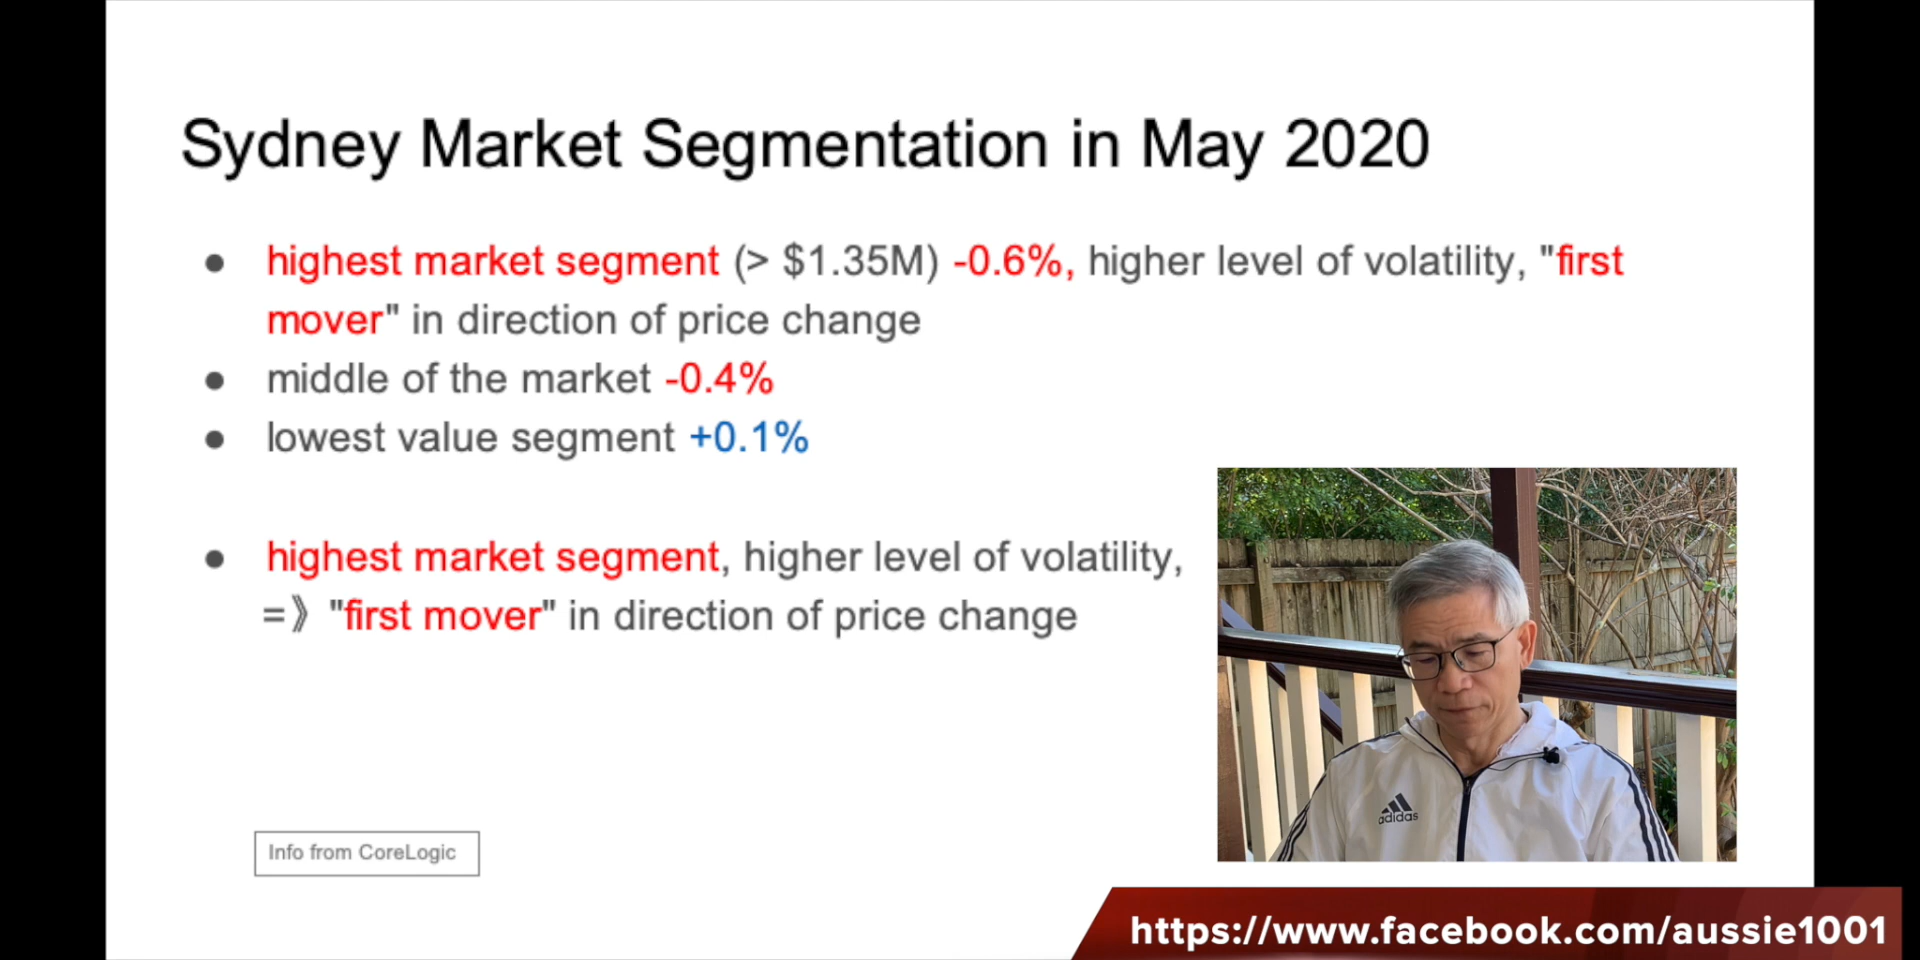 Sydney Market Segmentation in May 2020
● highest market segment (> $1.35M) -0.6%, higher level of volatility, "first
mover" in direction of price change
● middle of the market -0.4%
● lowest value segment +0.1%
● highest market segment, higher level of volatility,
=》 "first mover" in direction of price change
adidas
Info from CoreLogic
https://www.facebook.com/aussie1001